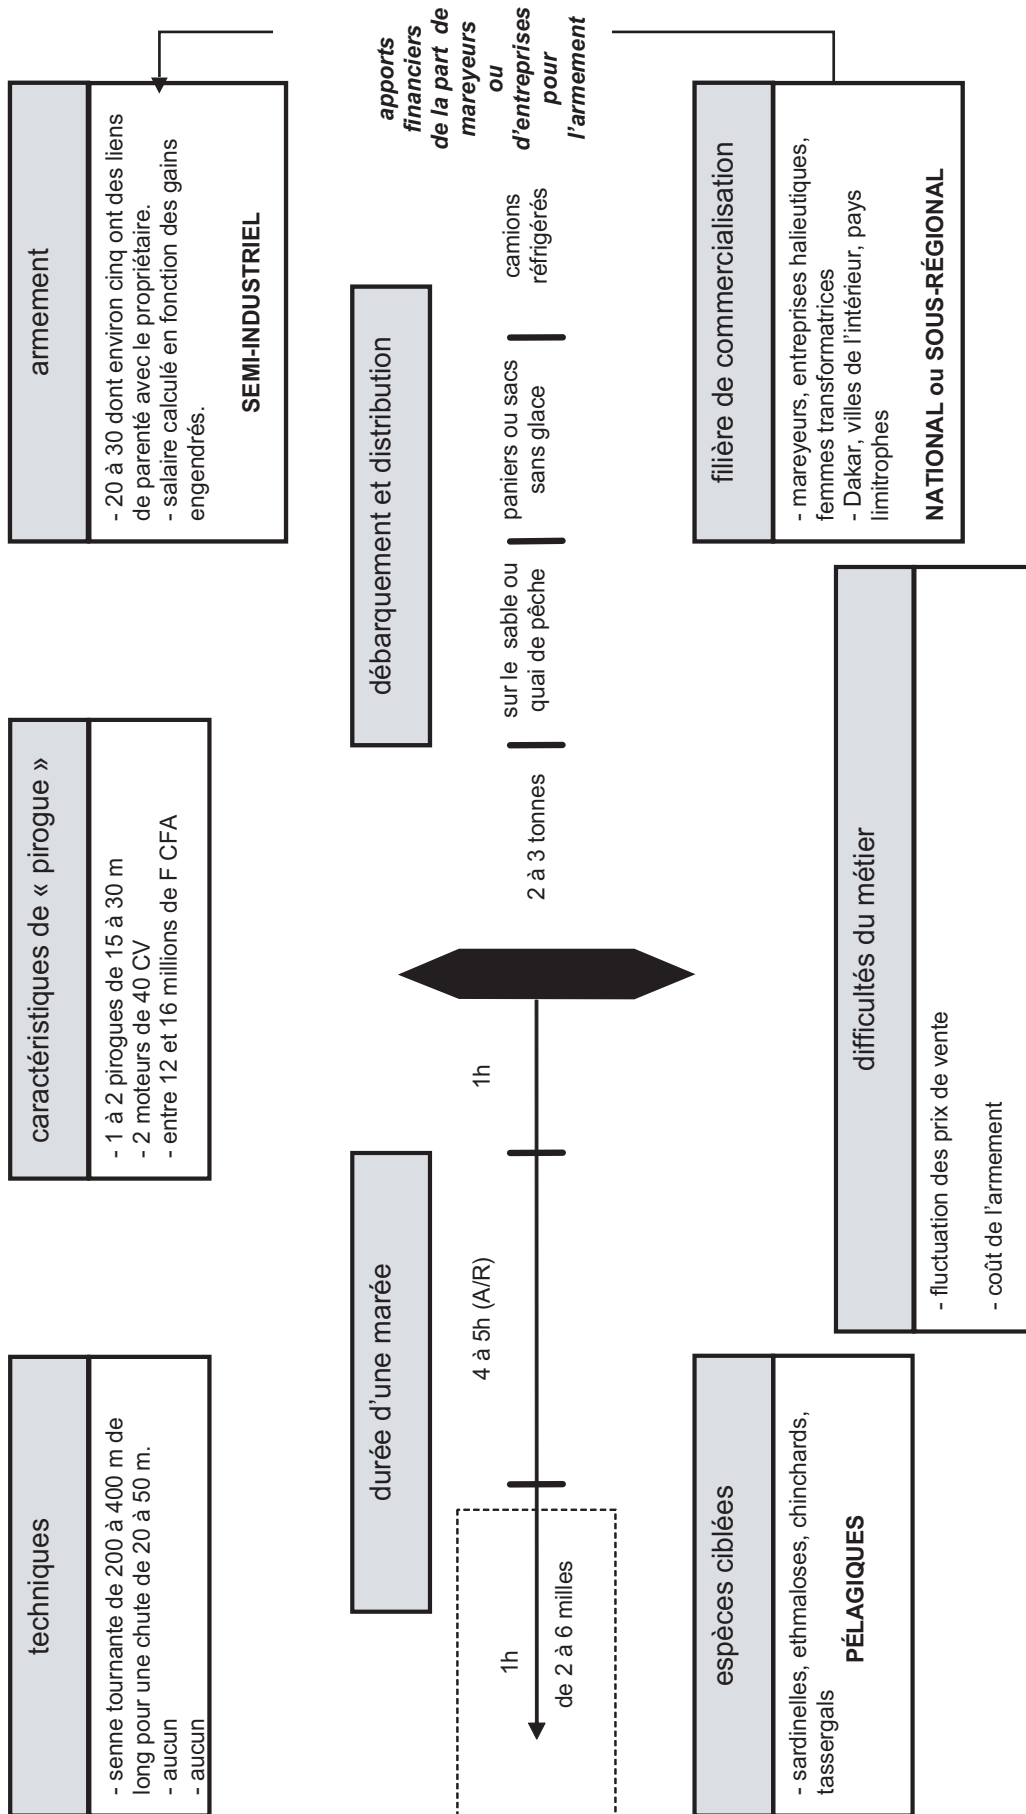 techniques
- senne tournante de 200 à 400 m de
long pour une chute de 20 à 50 m.
- aucun
- aucun
caractéristiques de « pirogue »
- 1 à 2 pirogues de 15 à 30 m
- 2 moteurs de 40 CV
- entre 12 et 16 millions de F CFA
armement
- 20 à 30 dont environ cinq ont des liens
de parenté avec le propriétaire.
- salaire calculé en fonction des gains
engendrés.
SEMI-INDUSTRIEL
durée d'une marée
1h
de 2 à 6 milles
4 à 5h (A/R)
1h
débarquement et distribution
2 à 3 tonnes
sur le sable ou
quai de pêche
paniers ou sacs
sans glace
camions
réfrigérés
apports
financiers
de la part de
mareyeurs
ou
d'entreprises
pour
l'armement
espèces ciblées
- sardinelles, ethmaloses, chinchards,
tassergals
PÉLAGIQUES
difficultés du métier
- fluctuation des prix de vente
- coût de l'armement
filière de commercialisation
- mareyeurs, entreprises halieutiques,
femmes transformatrices
- Dakar, villes de l'intérieur, pays
limitrophes
NATIONAL ou SOUS-RÉGIONAL